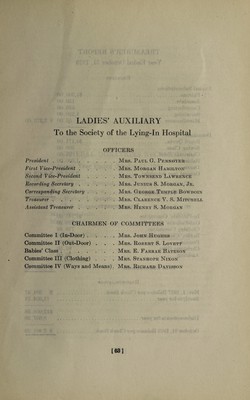 LADIES' AUXILIARY
To the Society of the Lying-In Hospital
OFFICERS
President . . . . . . . Mrs. Paul G. Pennoyer
First Vice-President . . . . Mrs. Morgan Hamilton
Second Vice-President . . . . Mrs. Townsend Lawrence
Recording Secretary . . . . Mrs. Junius S. Morgan, Jr.
Corresponding Secretary . . . Mrs. George Temple Bowdoin
Treasurer . . . . . . . Mrs. Clarence V. S. Mitchell
Assistant Treasurer . . . . . Mrs. Henry S. Morgan
CHAIRMEN OF COMMITTEES
Committee I (In-Door) . . . . Mrs. John Hughes
Committee II (Out-Door) . . . Mrs. Robert S. Lovett
Babies' Class . . . . . . Mrs. E. Farrar Bateson
Committee III (Clothing) . . . Mrs. Stanhope Nixon
Committee IV (Ways and Means) . Mrs. Richard Davisson
[63]